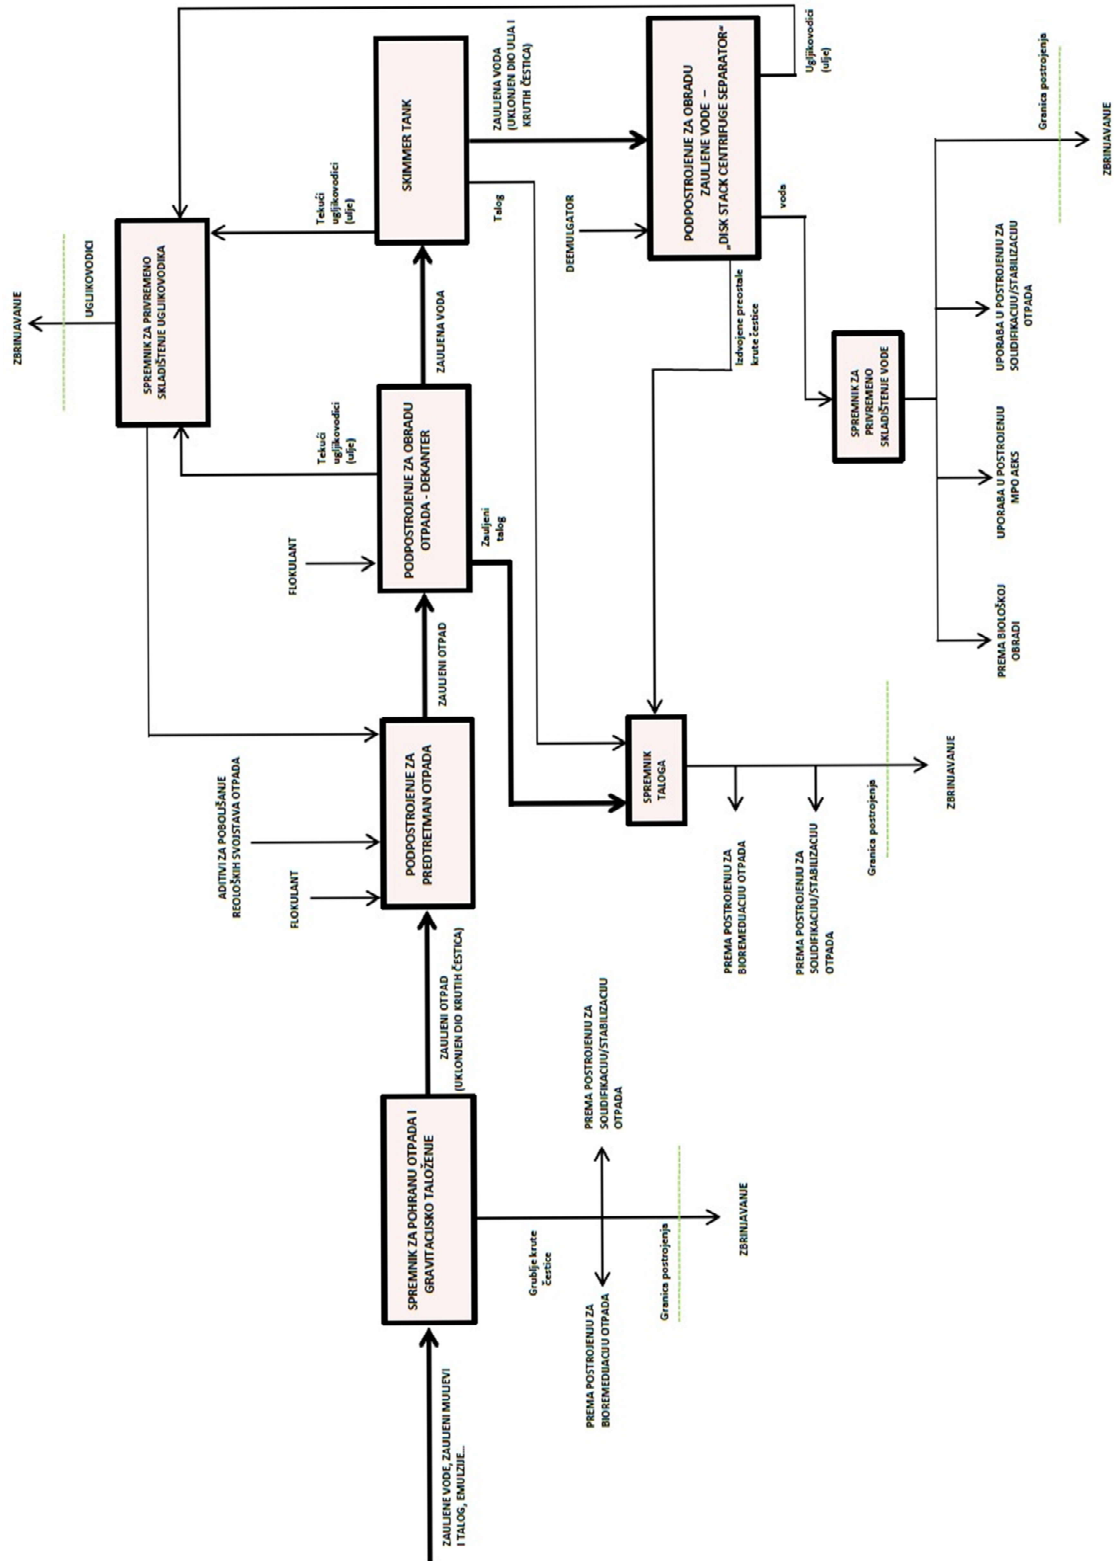 ZBRINJAVANJE
UGLJIKOVODICI
SPREMNIK ZA PRIVREMENO
SKLADIŠTENJE UGLJIKOVODIKA
ADITIVI ZA POBOLJŠANJE
REOLOŠKIH SVOJSTAVA OTPADA
FLOKULANT
FLOKULANT
Tekući
ugljikovodici
(ulje)
Tekući
ugljikovodici
(ulje)
ZAULJENE VODE, ZAULJENI MULJEVI
I TALOG, EMULZIJE...
SPREMNIK ZA POHRANU OTPADA I
GRAVITACIJSKO TALOŽENJE
ZAULJENI OTPAD
(UKLONJEN DIO KRUTIH ČESTICA)
PODPOSTROJENJE ZA
PREDTRETMAN OTPADA
ZAULJENI OTPAD
PODPOSTROJENJE ZA OBRADU
OTPADA - DEKANTER
ZAULJENA VODA
SKIMMER TANK
Zauljeni
talog
Talog
ZAULJENA VODA
(UKLONJEN DIO ULJA I
KRUTIH ČESTICA)
Grublje krute
čestice
PREMA POSTROJENJU ZA
BIOREMEDIJACIJU OTPADA
PREMA POSTROJENJU ZA
SOLIDIFIKACIJU/STABILIZACIJU
OTPADA
Granica postrojenja
ZBRINJAVANJE
DEEMULGATOR
PODPOSTROJENJE ZA OBRADU
ZAULJENE VODE –
„DISK STACK CENTRIFUGE SEPARATOR“
SPREMNIK
TALOGA
Izdvojene preostale
krute čestice
voda
Ugljikovodici
(ulje)
PREMA POSTROJENJU ZA
BIOREMEDIJACIJU OTPADA
PREMA POSTROJENJU ZA
SOLIDIFIKACIJU/STABILIZACIJU
OTPADA
Granica postrojenja
ZBRINJAVANJE
SPREMNIK ZA
PRIVREMENO
SKLADIŠTENJE VODE
PREMA BIOLOŠKOJ
OBRADI
UPORABA U POSTROJENJU
MPO AEKS
UPORABA U POSTROJENJU ZA
SOLIDIFIKACIJU/STABILIZACIJU
OTPADA
Granica postrojenja
ZBRINJAVANJE